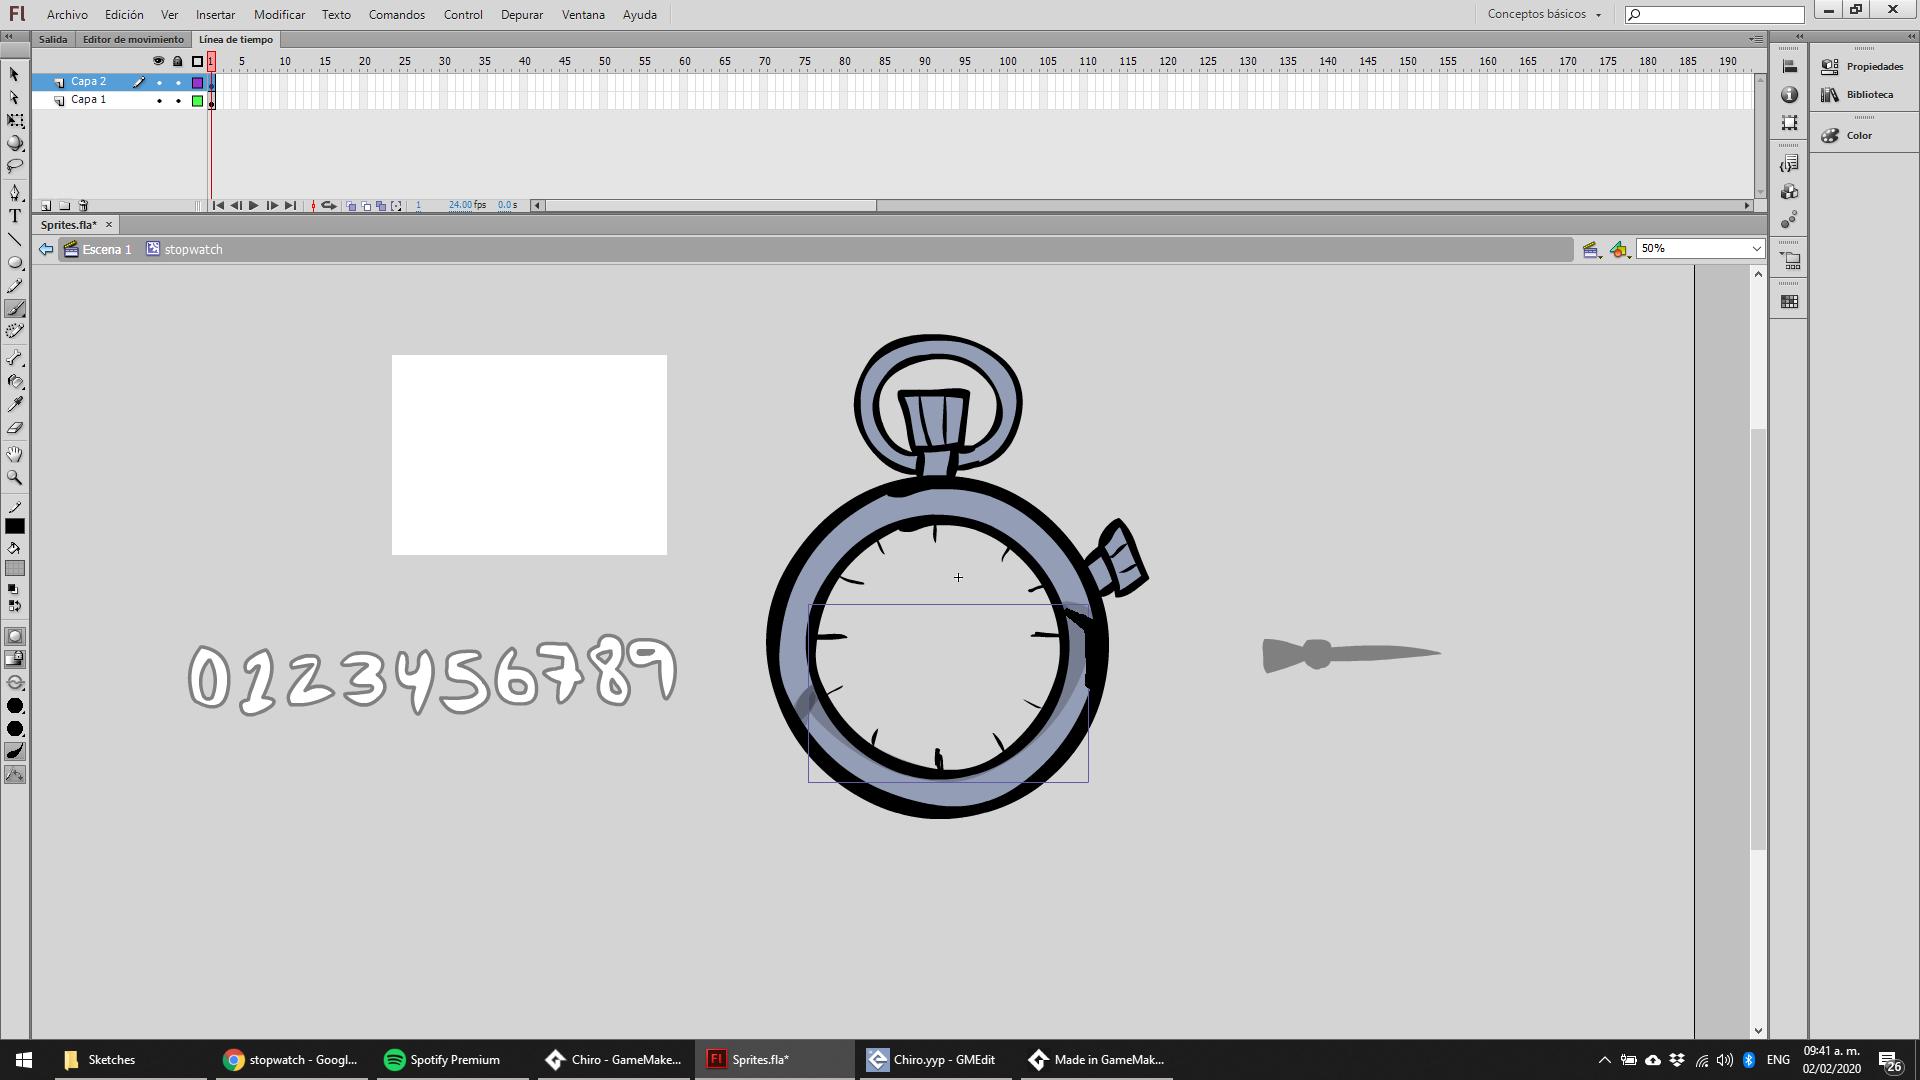 Fl Archivo Edición Ver Insertar Modificar Texto Comandos Control Depurar Ventana Ayuda Conceptos básicos
Salida Editor de movimiento Línea de tiempo
1 5 10 15 20 25 30 35 40 45 50 55 60 65 70 75 80 85 90 95 100 105 110 115 120 125 130 135 140 145 150 155 160 165 170 175 180 185 190
Propiedades
Capa 2
Biblioteca
Capa 1
Color
1 24.00 fps 0.0 s
Sprites.fla*
Escena 1 stopwatch 50%
0123456789
Sketches stopwatch - Googl... Spotify Premium Chiro - GameMake... Fl Sprites.fla* Chiro.yyp - GMEdit Made in GameMak... ENG 09:41 a. m.
02/02/2020 26